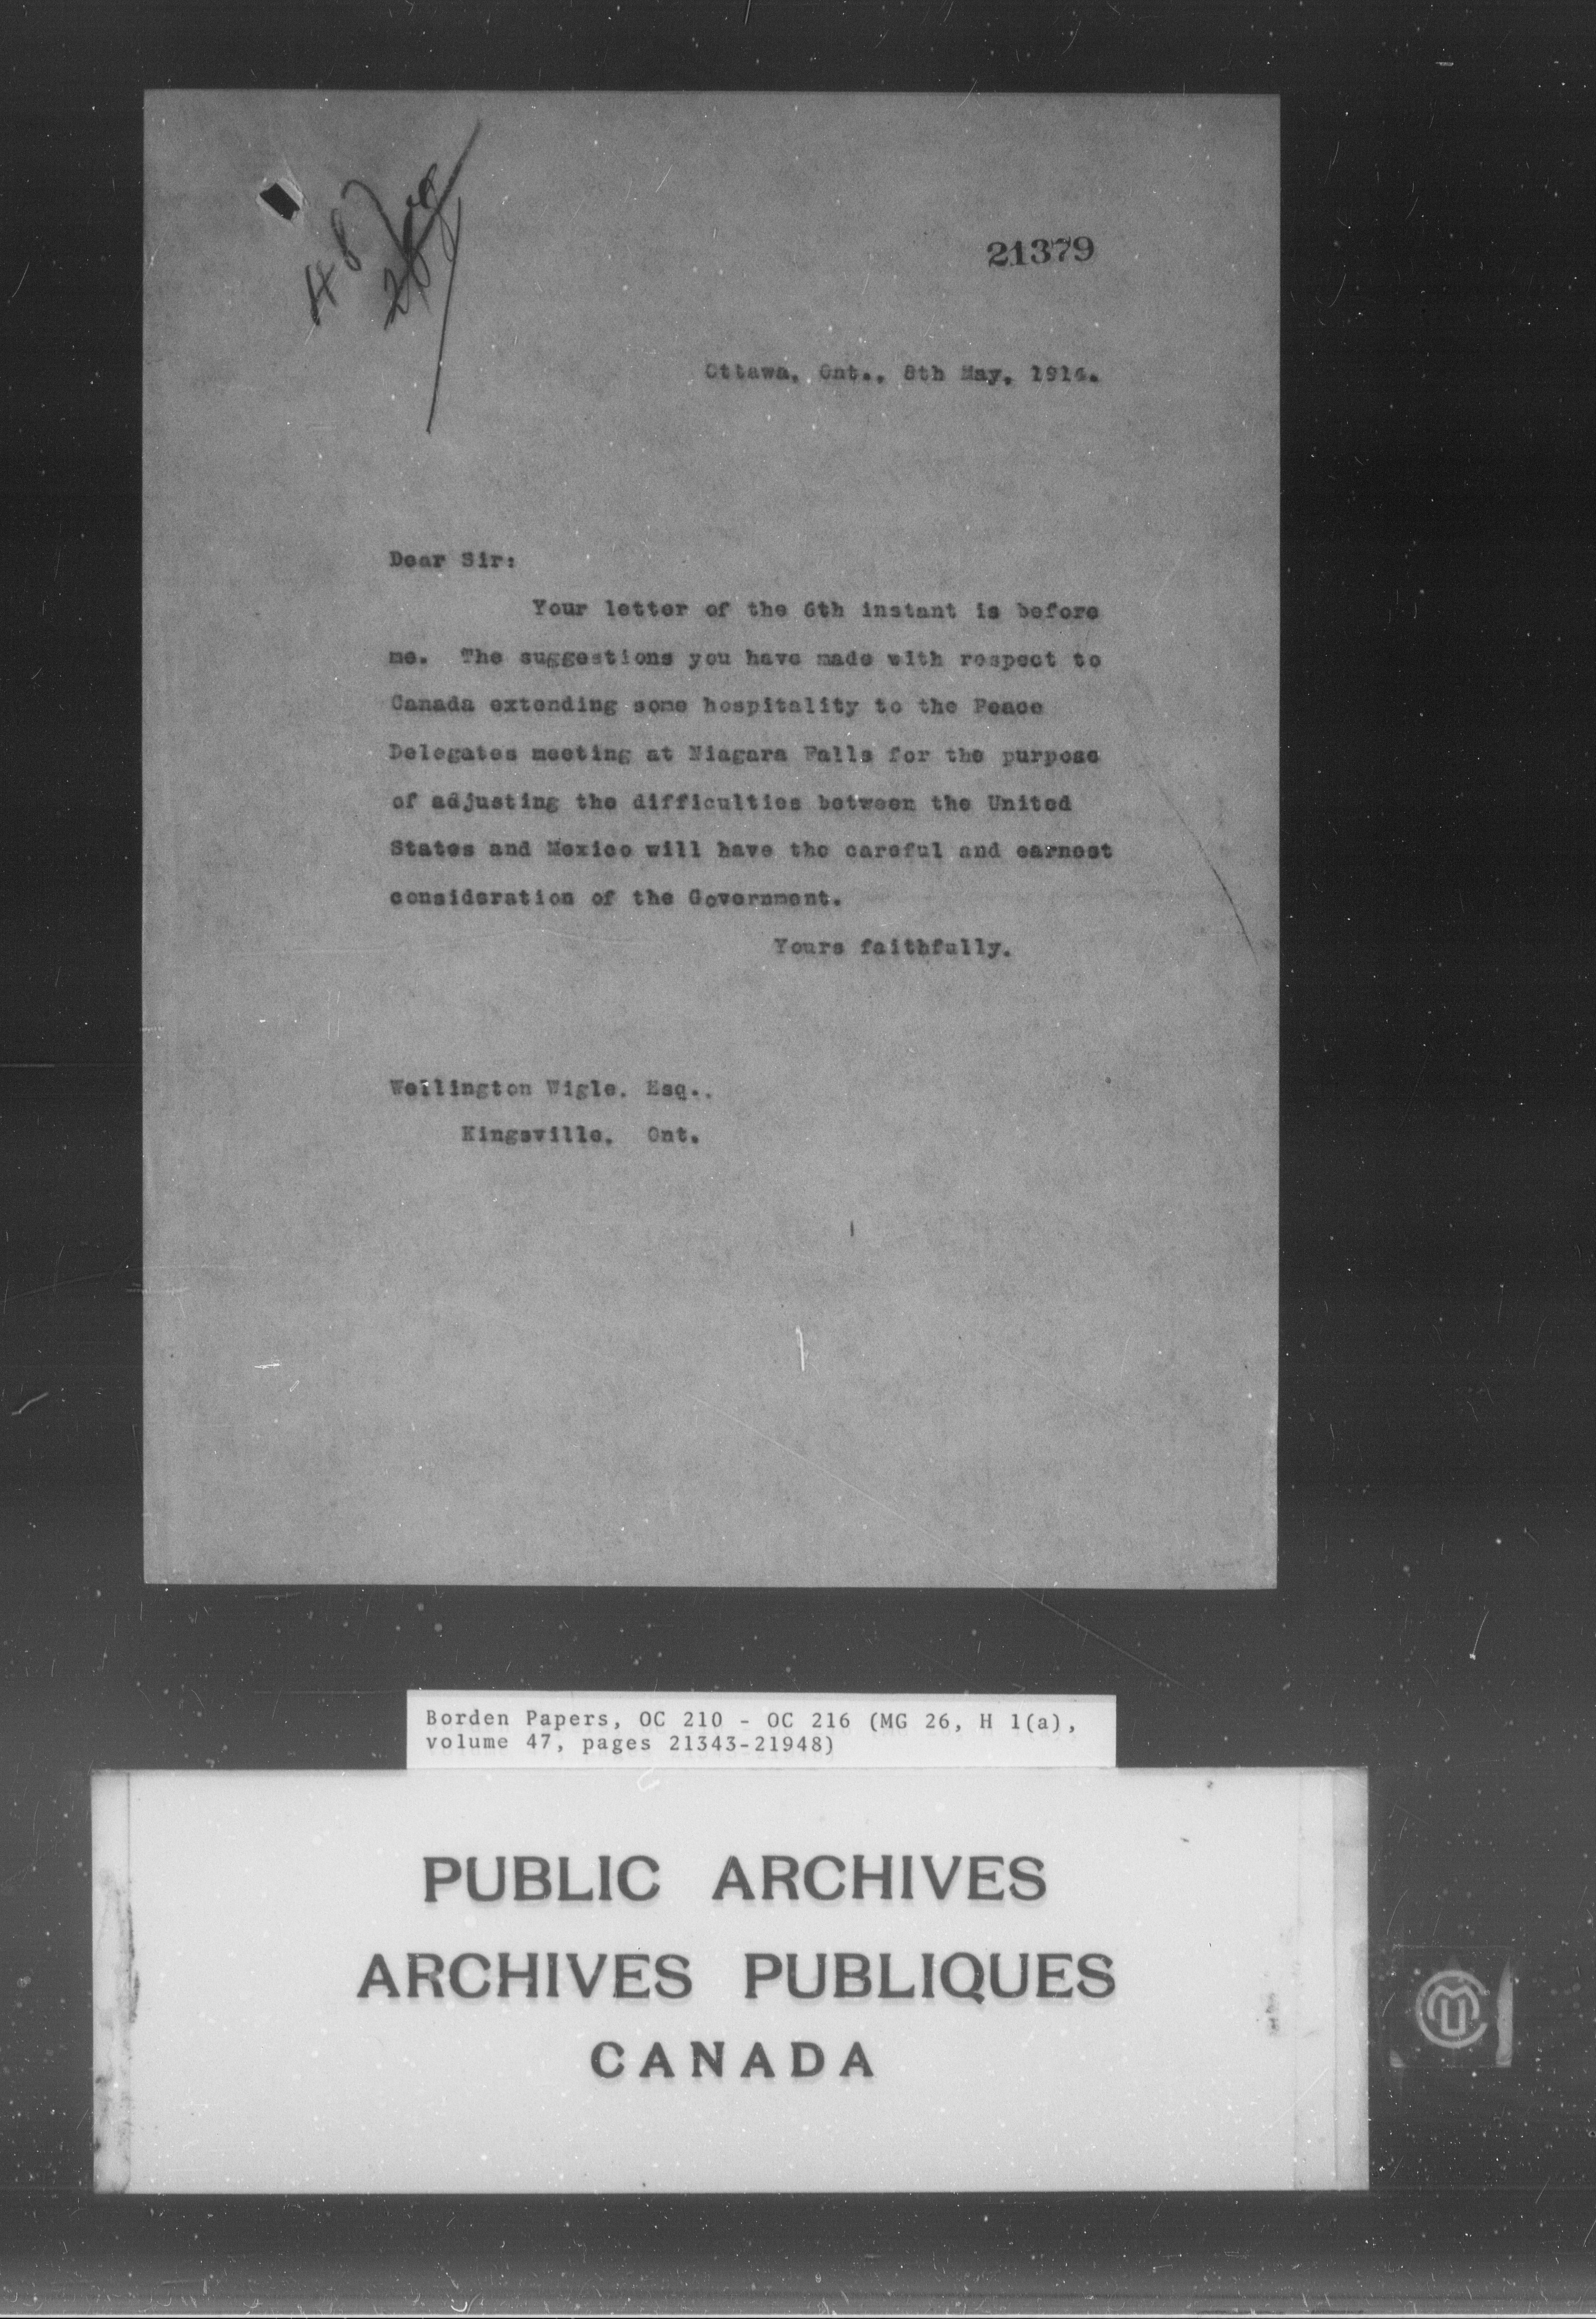 48
21379
Ottawa, Ont., 8th May, 1914.
Dear Sir:
Your letter of the 6th instant is before
me. The suggestions you have made with respect to
Canada extending some hospitality to the Peace
Delegates meeting at Niagara Falls for the purpose
of adjusting the difficulties between the United
States and Mexico will have the careful and earnest
consideration of the Government.
Yours faithfully,
Wellington Wigle, Esq.,
Kingsville, Ont.
Borden Papers, OC 210 - OC 216 (MG 26, H 1(a),
volume 47, pages 21343-21948)
PUBLIC ARCHIVES
ARCHIVES PUBLIQUES
CANADA